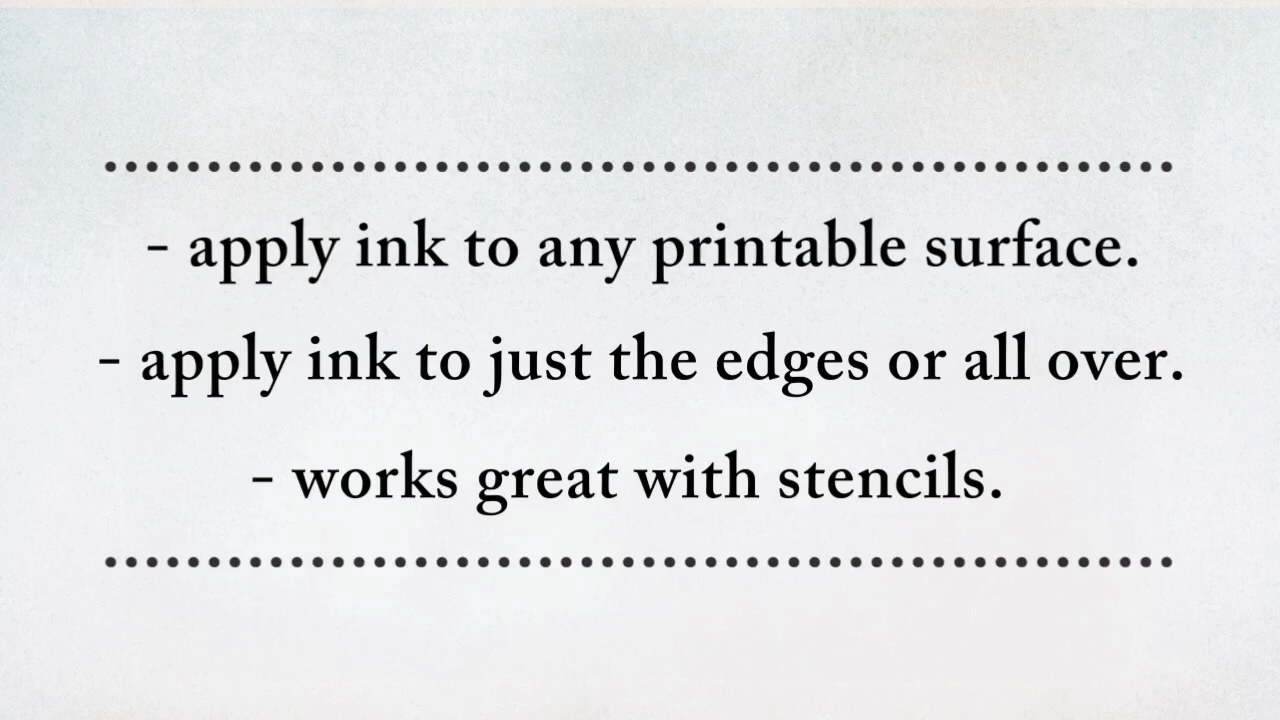 - apply ink to any printable surface.
- apply ink to just the edges or all over.
- works great with stencils.